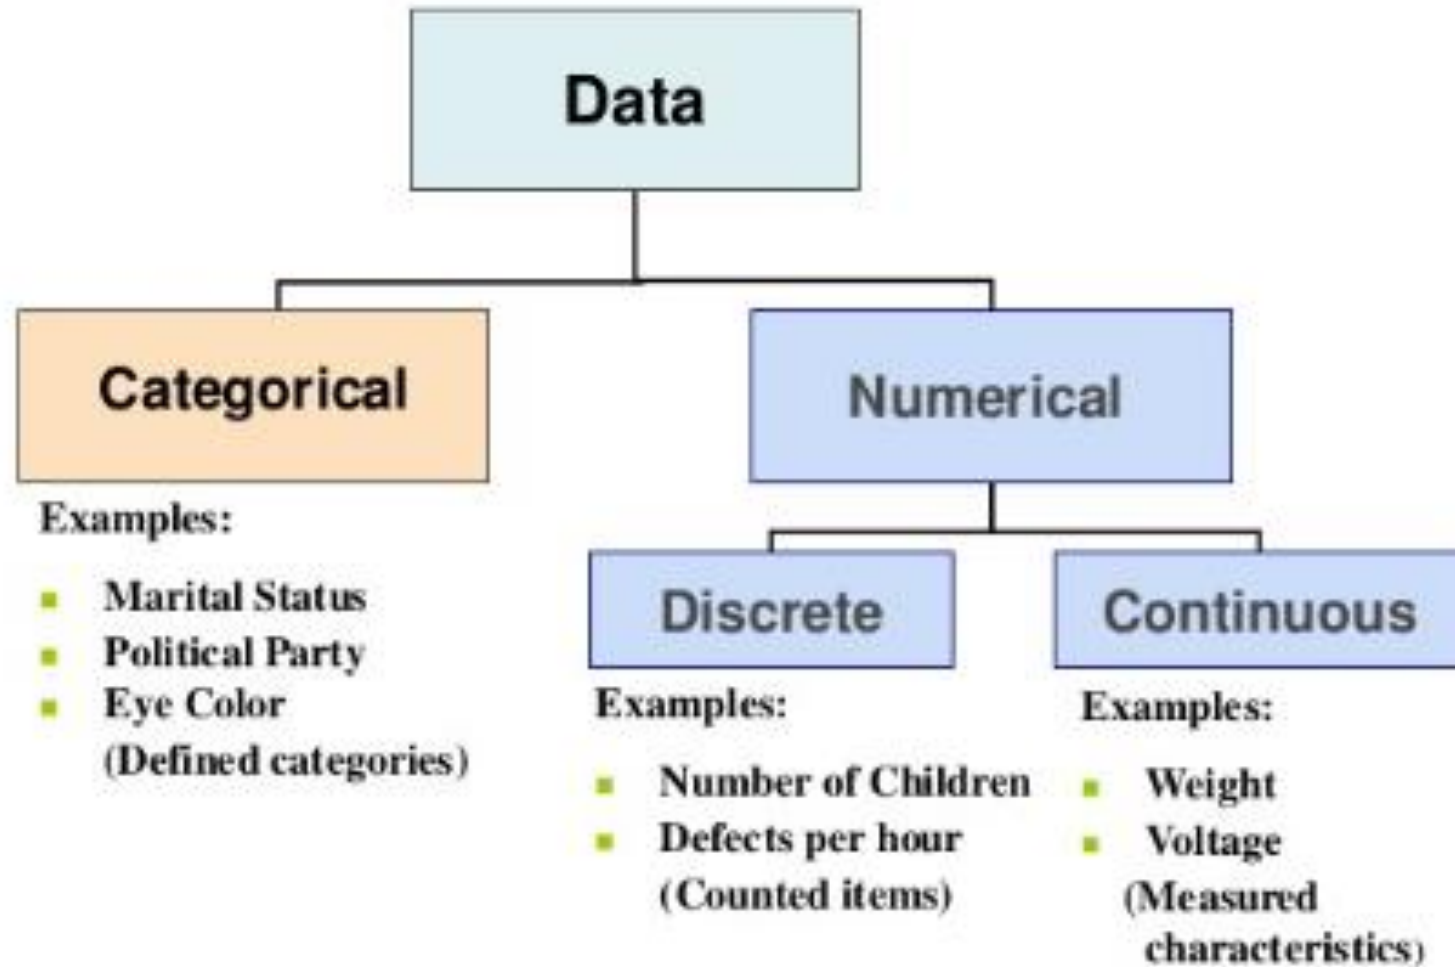 Data
Categorical
Numerical
Examples:
Marital Status
Political Party
Eye Color
(Defined categories)
Discrete
Continuous
Examples:
Number of Children
Defects per hour
(Counted items)
Examples:
Weight
Voltage
(Measured
characteristics)